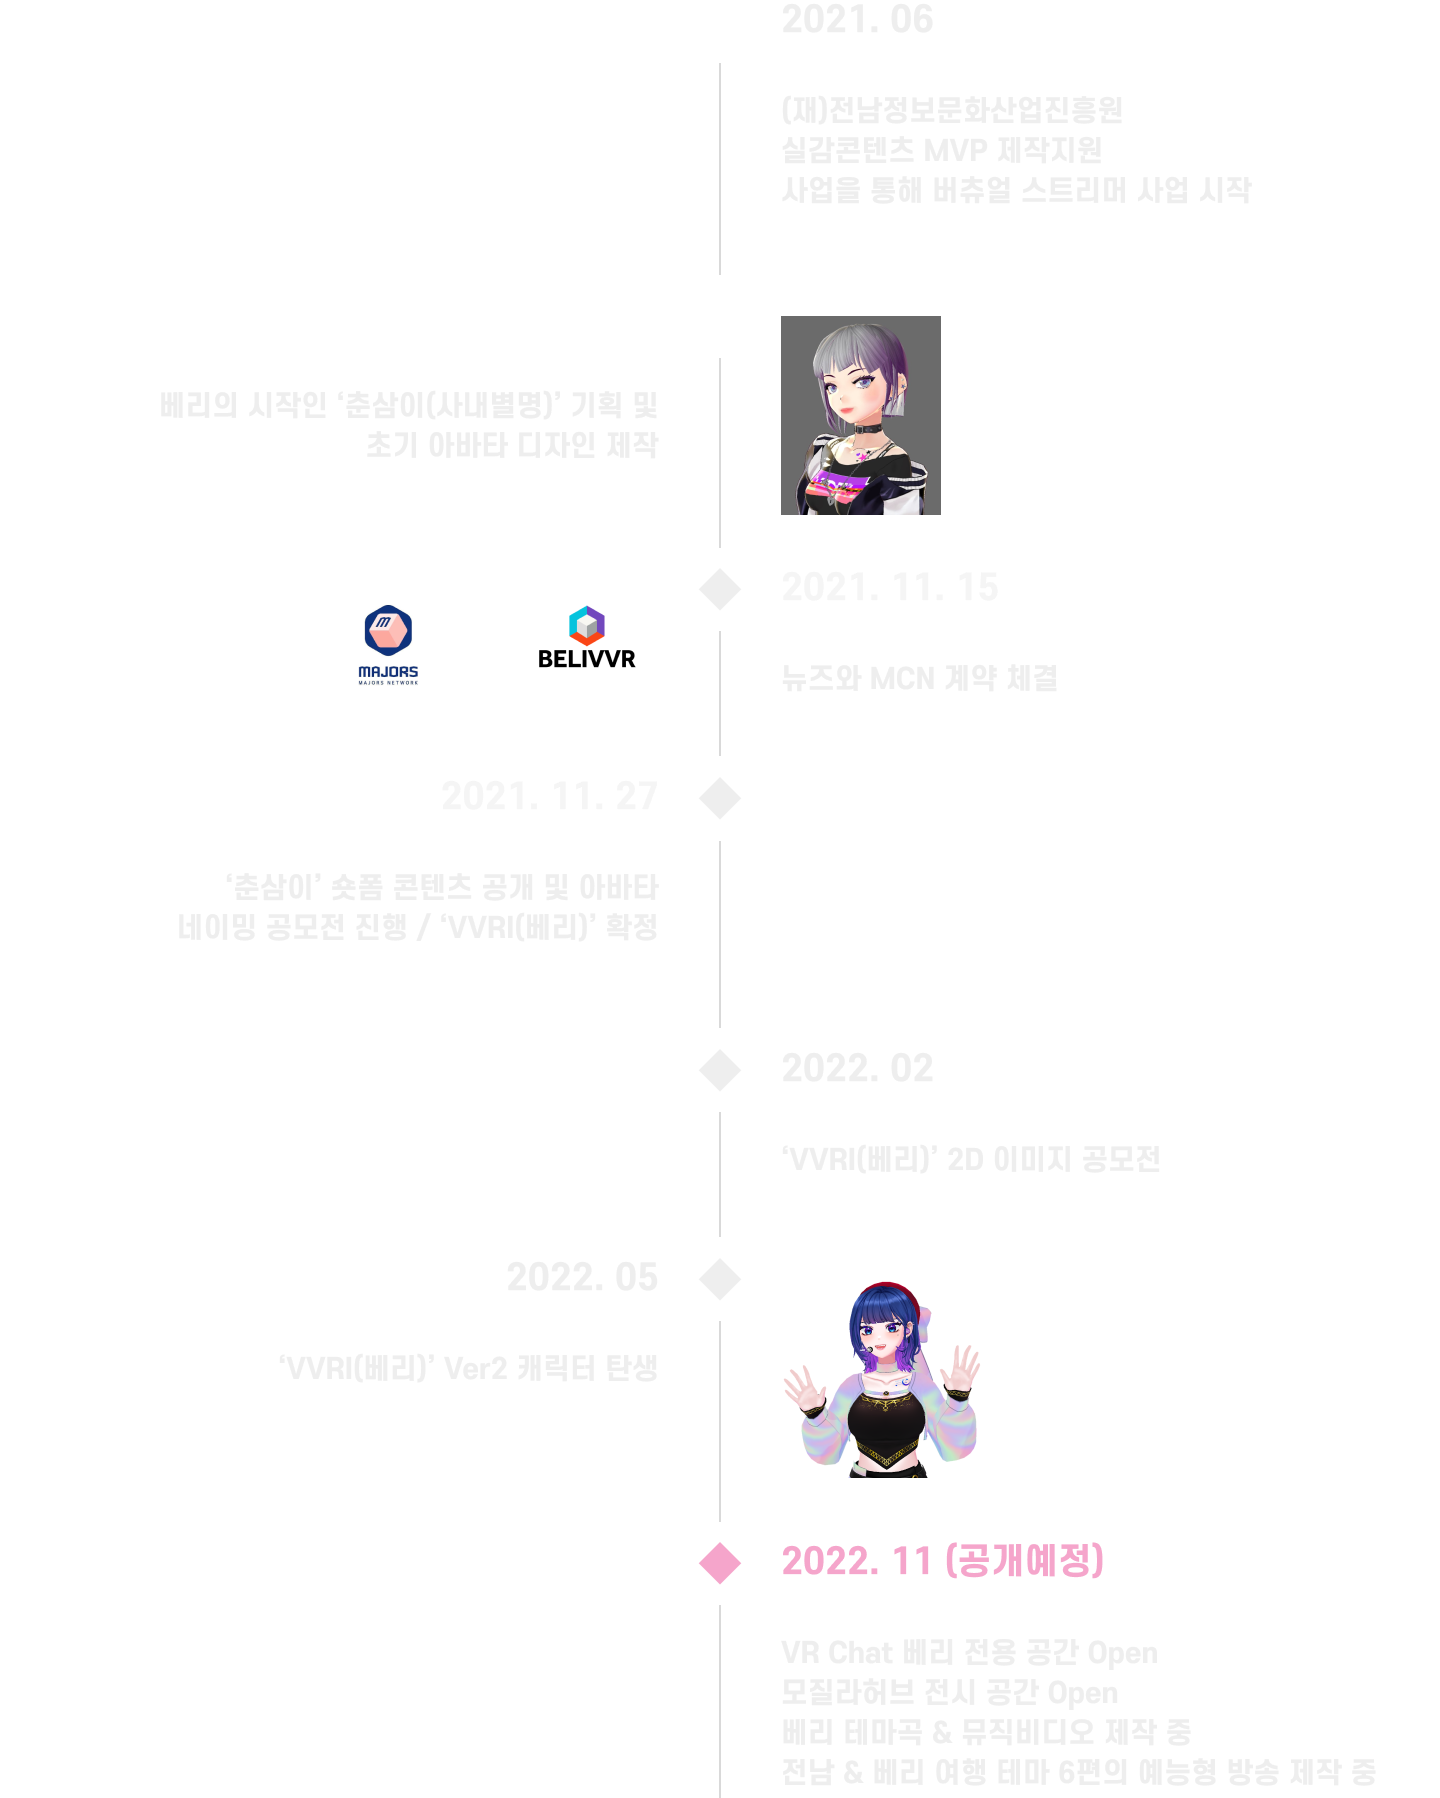 2021. 06
(재)전남정보문화산업진흥원
실감콘텐츠 MVP 제작지원
사업을 통해 버츄얼 스트리머 사업 시작
베리의 시작인 ‘춘삼이(사내별명)’ 기획 및
초기 아바타 디자인 제작
2021. 11. 15
M
MAJORS
MAJORS NETWORK
BELIVVR
뉴즈와 MCN 계약 체결
2021. 11. 27
‘춘삼이’ 숏폼 콘텐츠 공개 및 아바타
네이밍 공모전 진행 / ‘VVRI(베리)’ 확정
2022. 02
‘VVRI(베리)’ 2D 이미지 공모전
2022. 05
‘VVRI(베리)’ Ver2 캐릭터 탄생
2022. 11 (공개예정)
VR Chat 베리 전용 공간 Open
모질라허브 전시 공간 Open
베리 테마곡 & 뮤직비디오 제작 중
전남 & 베리 여행 테마 6편의 예능형 방송 제작 중